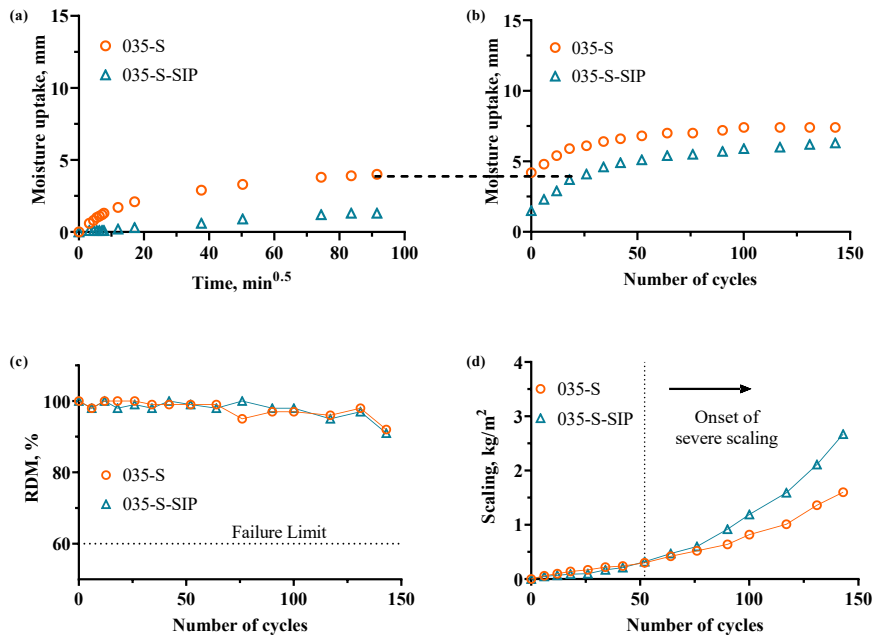 (a)
15
10
5
0
Moisture uptake, mm
035-S
035-S-SIP
0 20 40 60 80 100
Time, min0.5
(b)
15
10
5
0
Moisture uptake, mm
035-S
035-S-SIP
0 50 100 150
Number of cycles
(c)
100
80
60
RDM, %
035-S
035-S-SIP
Failure Limit
0 50 100 150
Number of cycles
(d)
4
3
2
1
0
Scaling, kg/m2
035-S
035-S-SIP
Onset of
severe scaling
0 50 100 150
Number of cycles